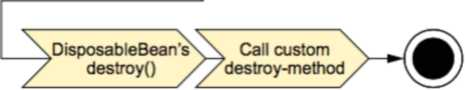 DisposableBean's
destroy()
Call custom
destroy-method